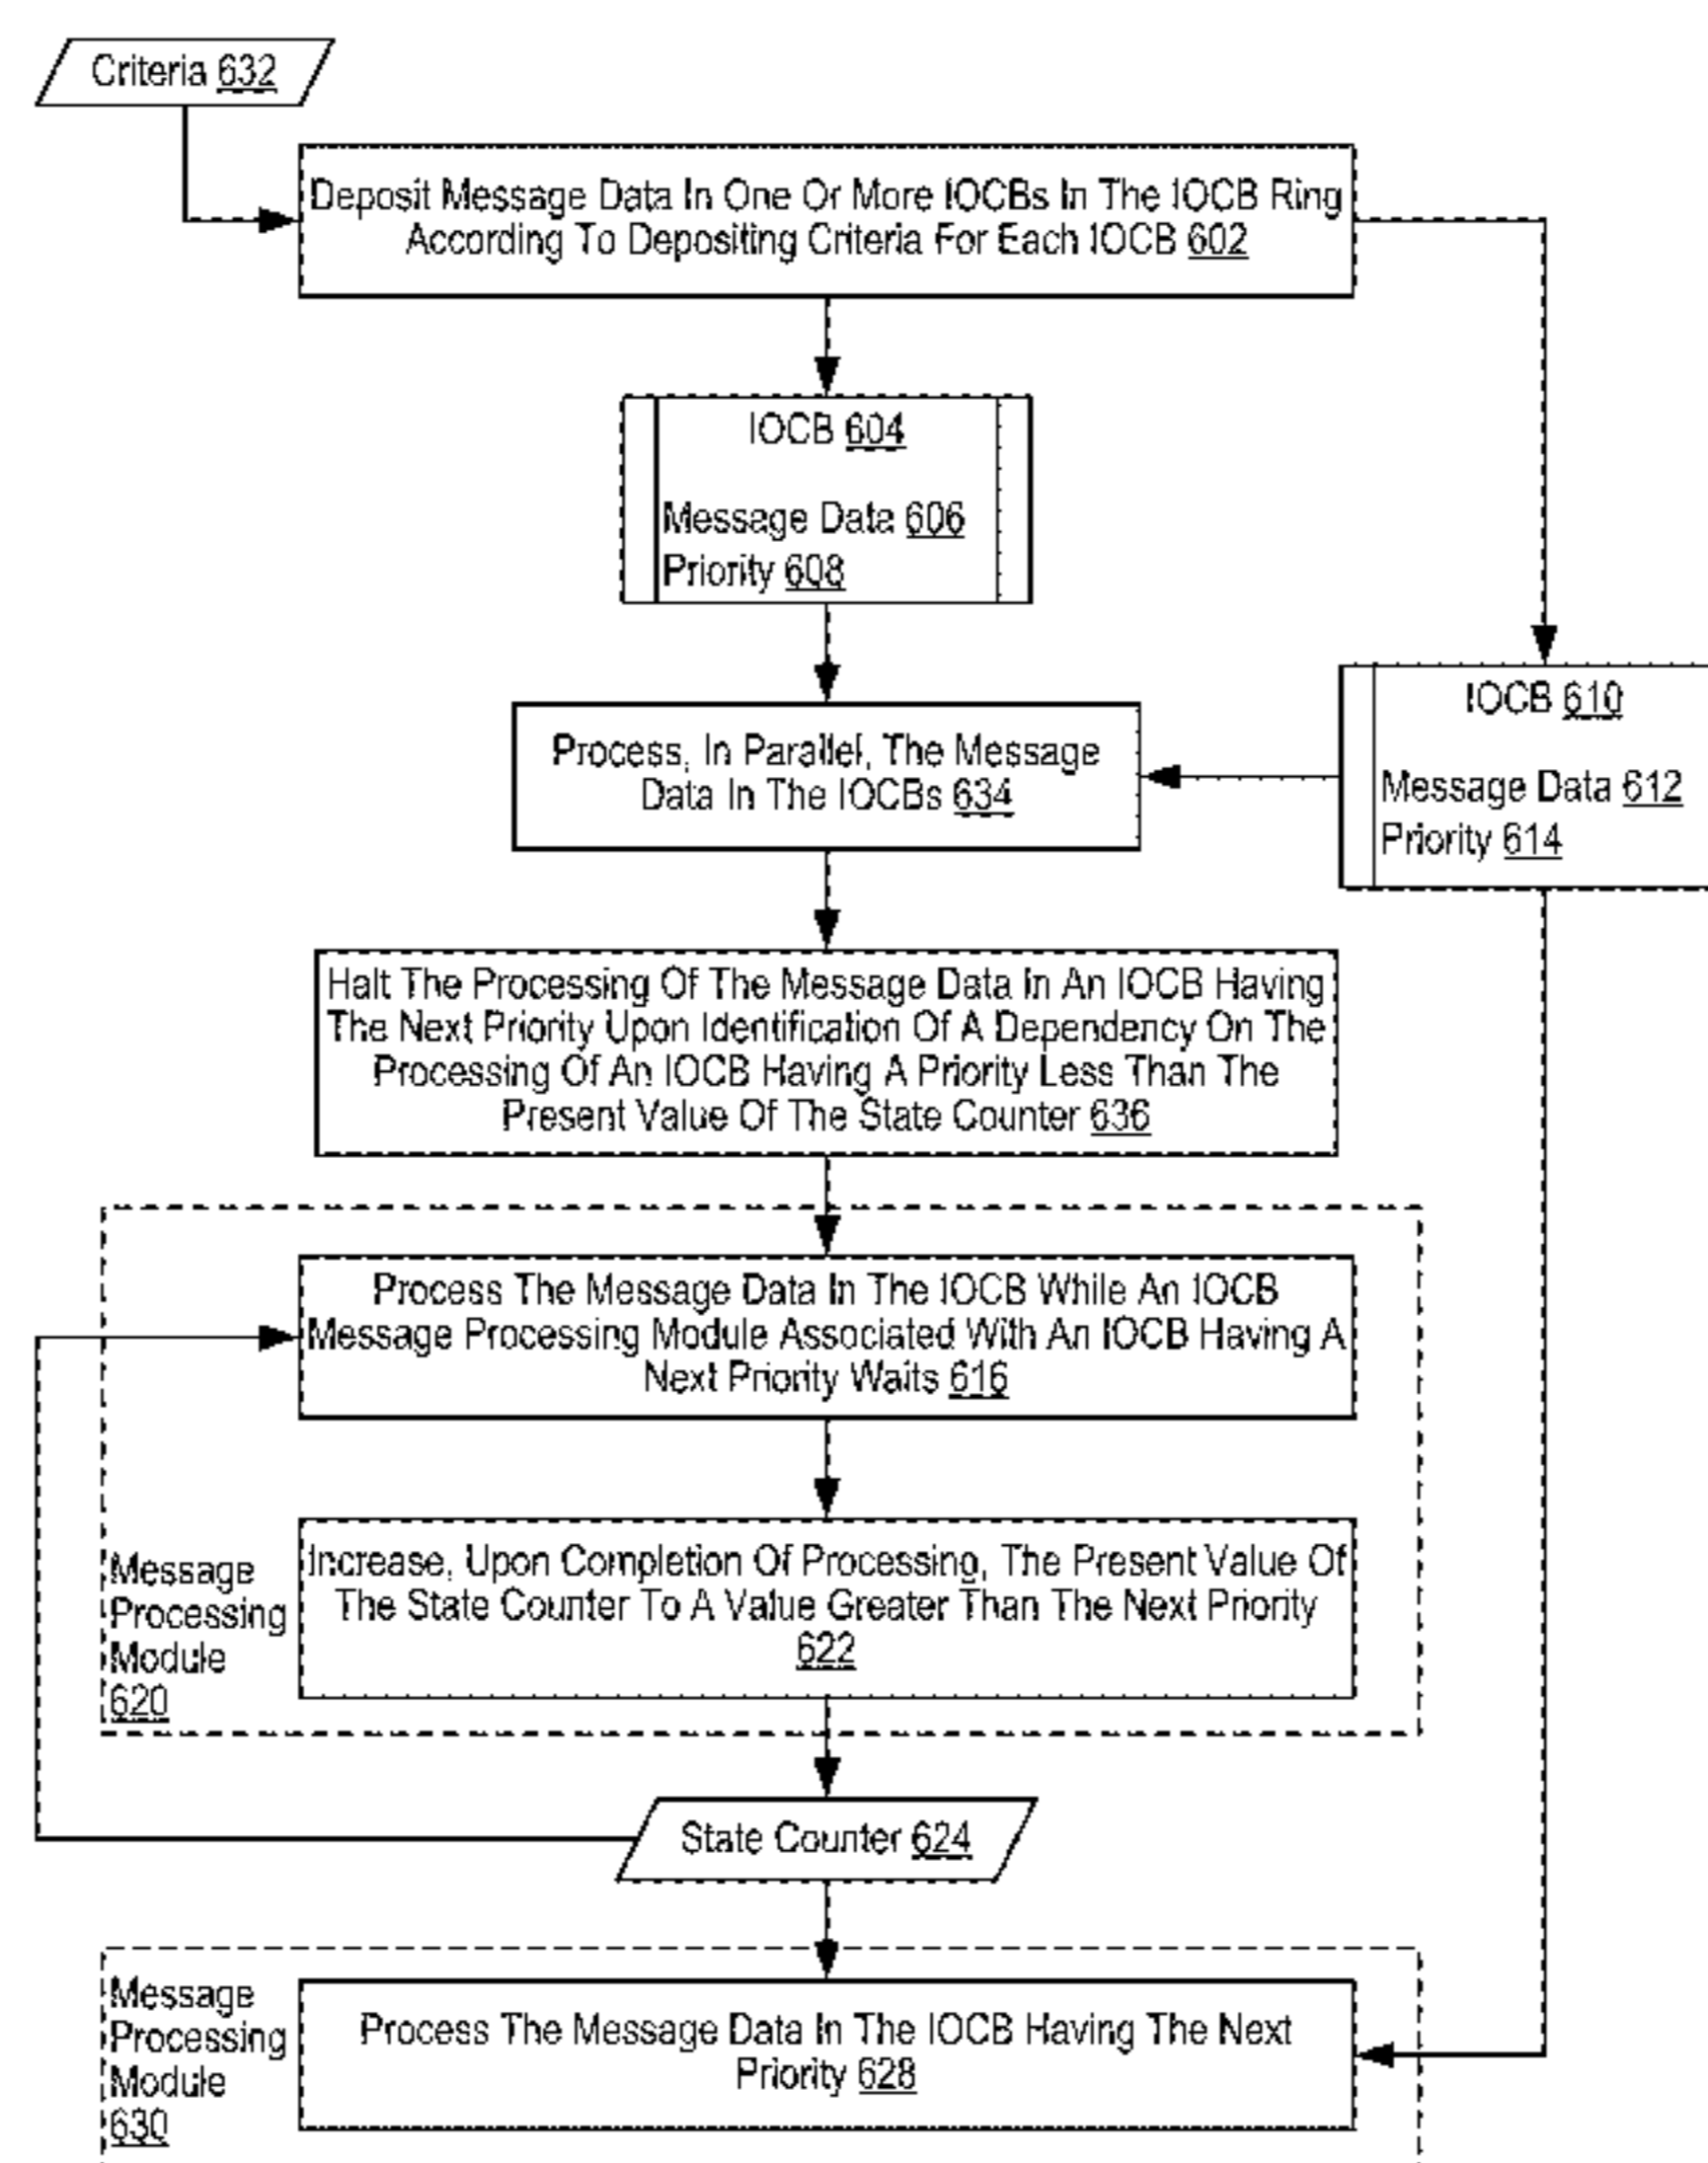 Criteria 632
Deposit Message Data In One Or More IOCBs In The IOCB Ring
According To Depositing Criteria For Each IOCB 602
IOCB 604
Message Data 606
Priority 608
IOCB 610
Message Data 612
Priority 614
Process, In Parallel, The Message
Data In The IOCBs 634
Halt The Processing Of The Message Data In An IOCB Having
The Next Priority Upon Identification Of A Dependency On The
Processing Of An IOCB Having A Priority Less Than The
Present Value Of The State Counter 636
Process The Message Data In The IOCB While An IOCB
Message Processing Module Associated With An IOCB Having A
Next Priority Waits 616
Increase, Upon Completion Of Processing, The Present Value Of
The State Counter To A Value Greater Than The Next Priority
622
Message
Processing
Module
620
State Counter 624
Message
Processing
Module
630
Process The Message Data In The IOCB Having The Next
Priority 628